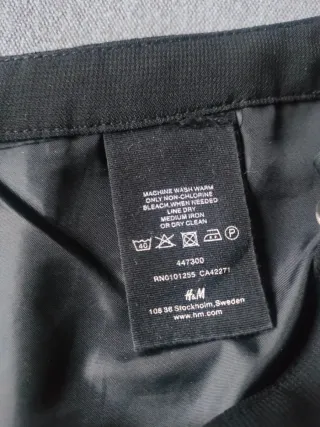 MACHINE WASH WARM
ONLY NON-CHLORINE
BLEACH, WHEN NEEDED
LINE DRY
MEDIUM IRON
OR DRY CLEAN
40 P
447300
RN0101255 CA42271
H&M
106 38 Stockholm, Sweden
www.hm.com